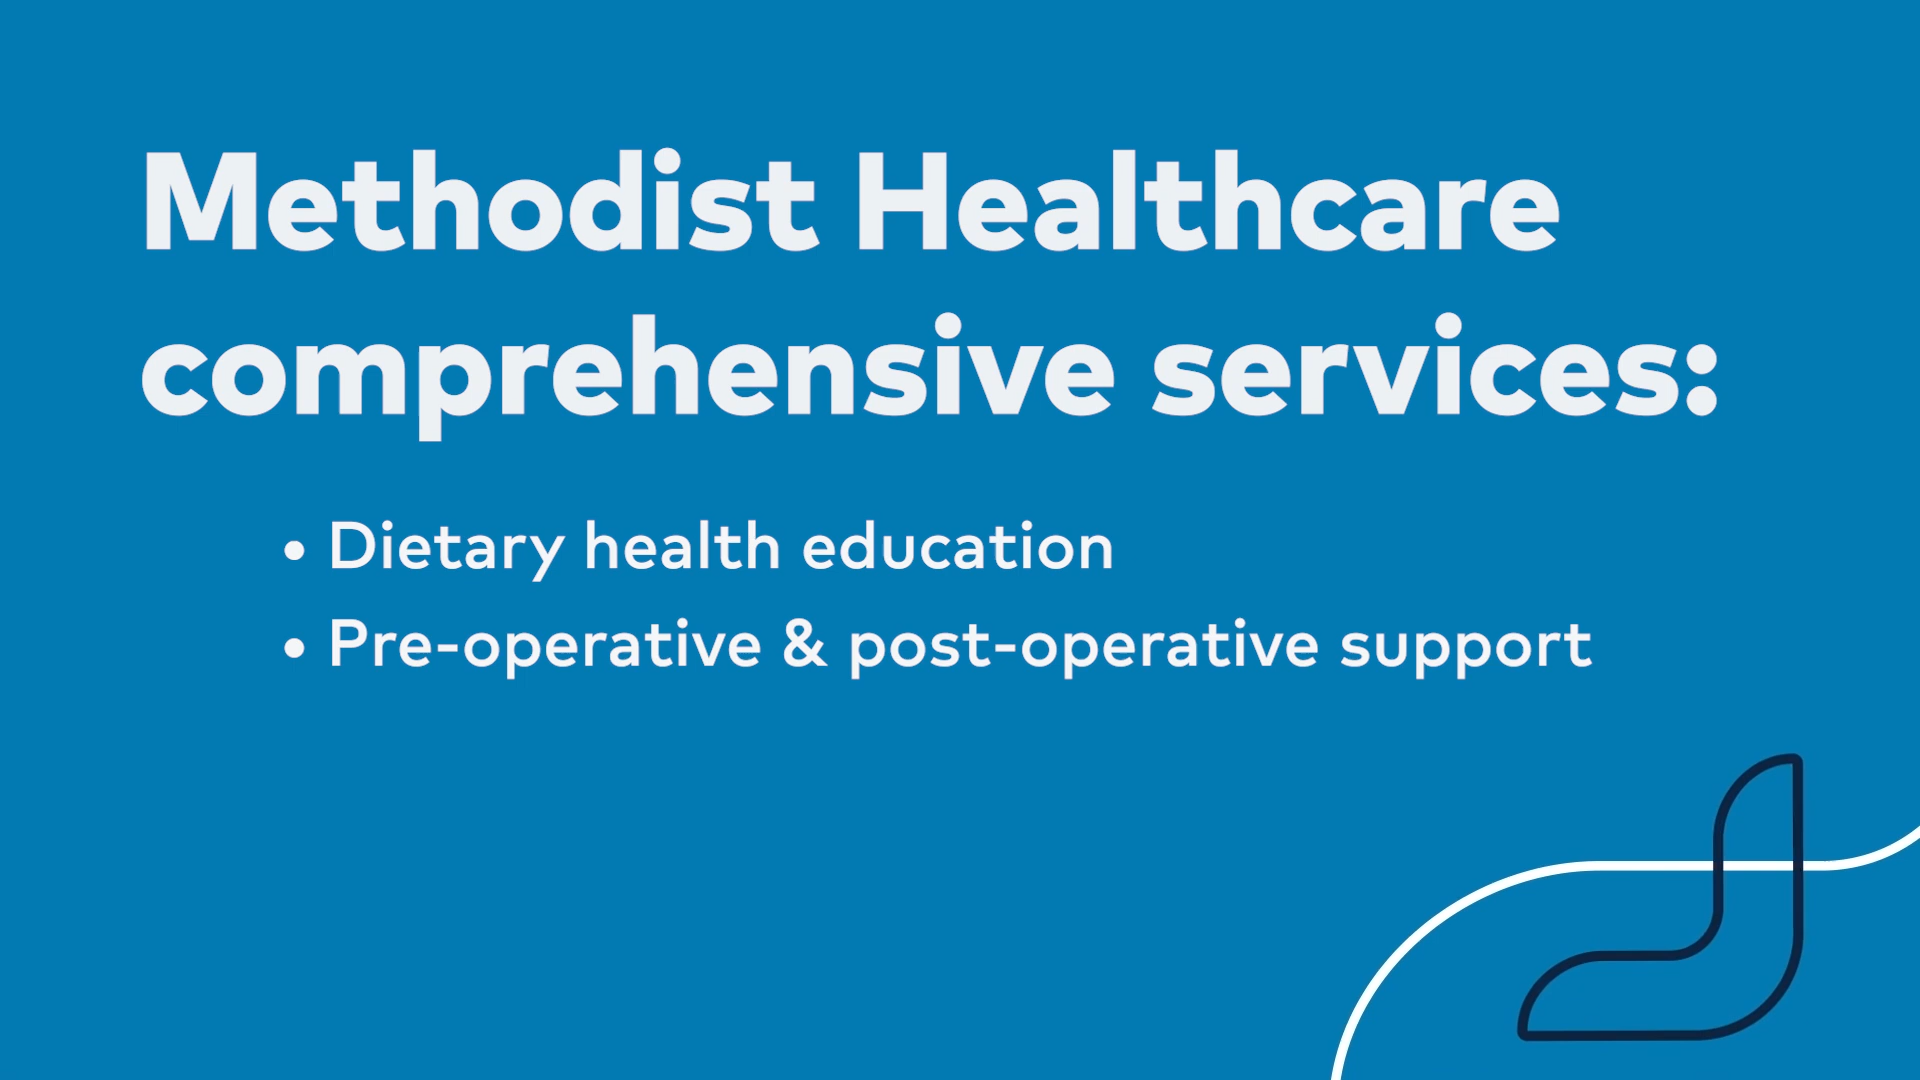 Methodist Healthcare
comprehensive services:
• Dietary health education
• Pre-operative & post-operative support